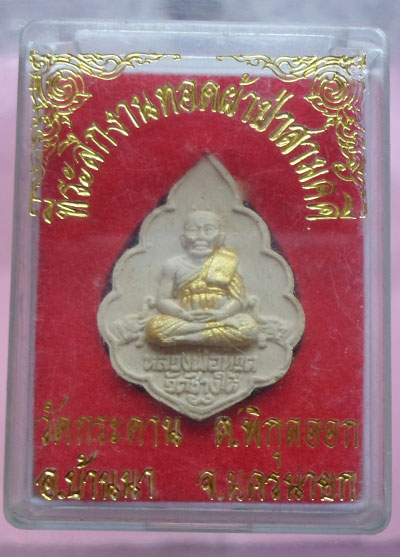 ที่ระลึกงานทอดผ้าป่าสามัคคี
หลวงพ่อทวด
วัดช้างให้
วัดกระดาน ต.พิกุลออก
อ.บ้านนา จ.นครนายก